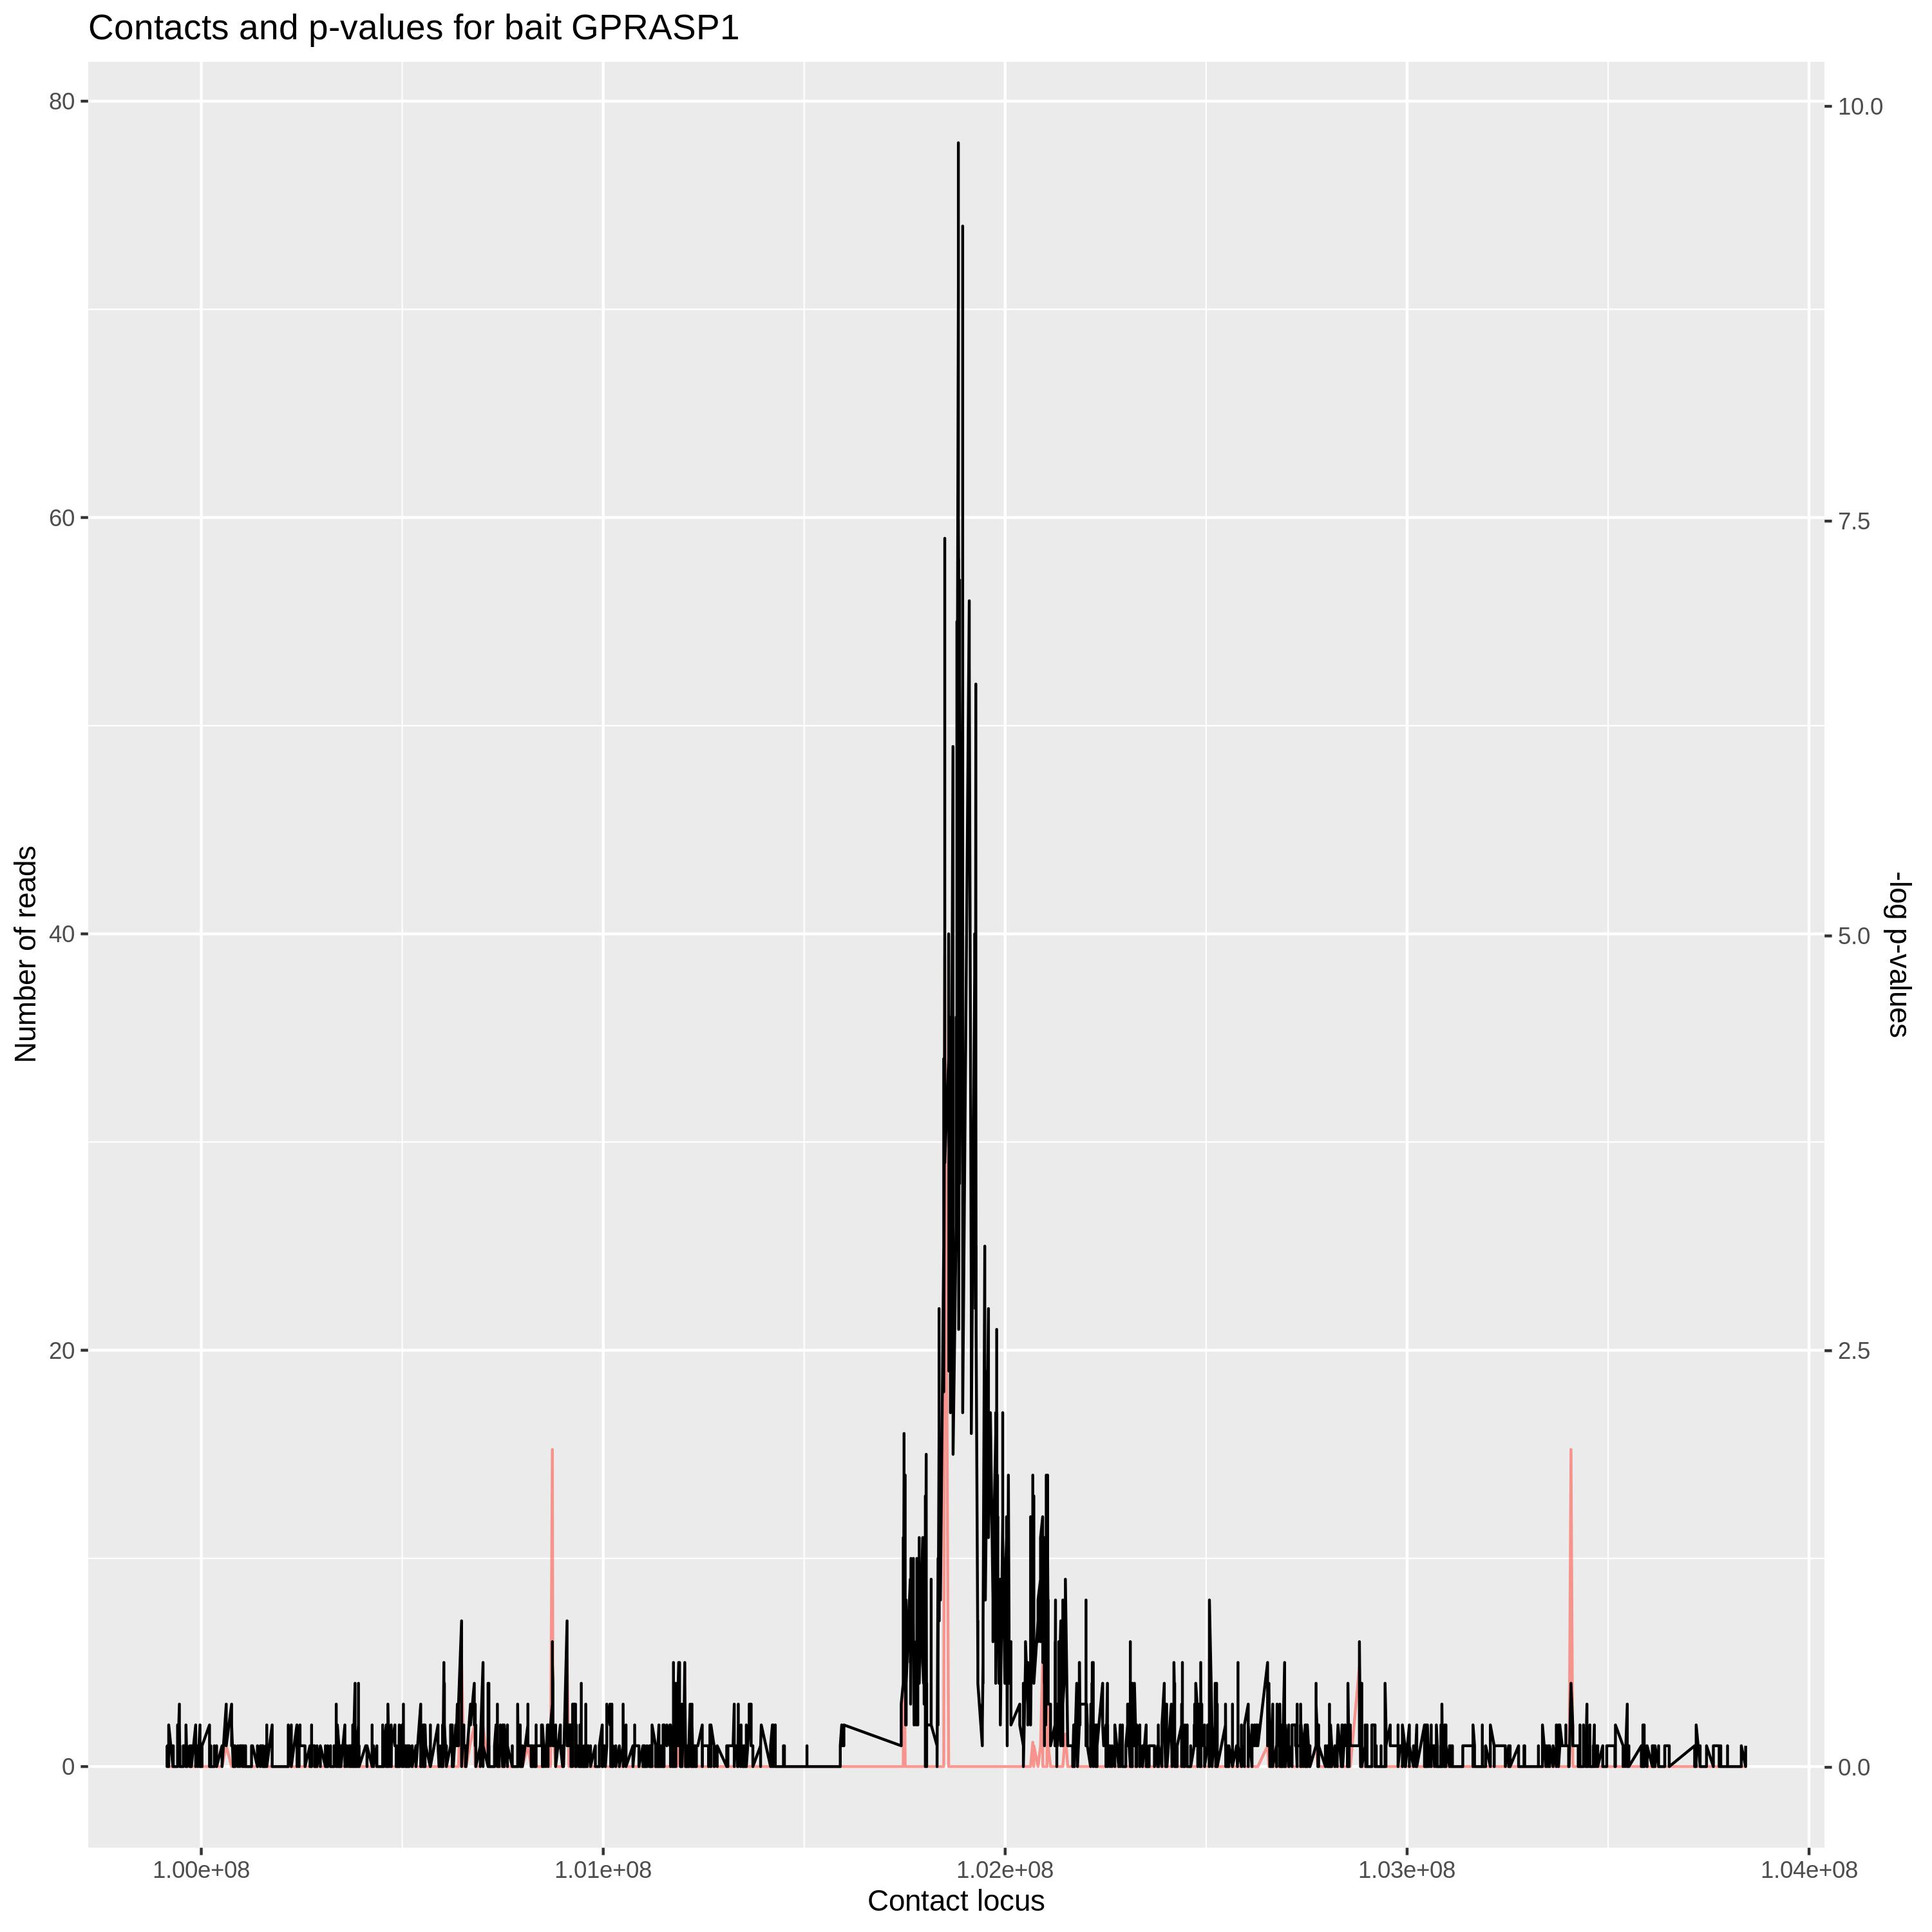 Contacts and p-values for bait GPRASP1
80
60
40
20
0
Number of reads
10.0
7.5
5.0
2.5
0.0
-log p-values
1.00e+08 1.01e+08 1.02e+08 1.03e+08 1.04e+08
Contact locus